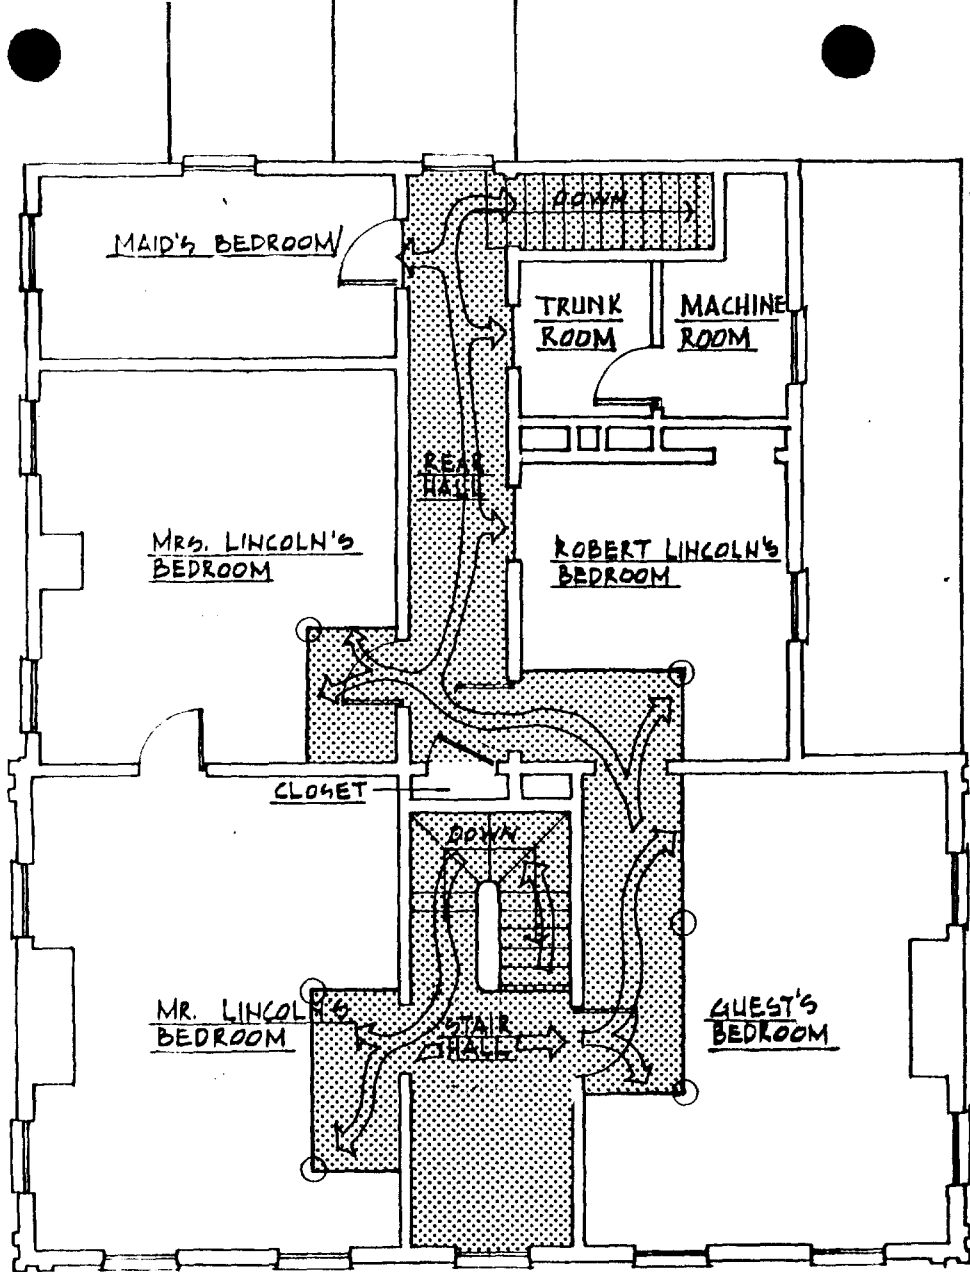 DOWN
MAID'S BEDROOM
TRUNK
ROOM
MACHINE
ROOM
REAR
HALL
MRS. LINCOLN'S
BEDROOM
ROBERT LINCOLN'S
BEDROOM
CLOSET
DOWN
MR. LINCOLN'S
BEDROOM
STAIR
HALL
GUEST'S
BEDROOM